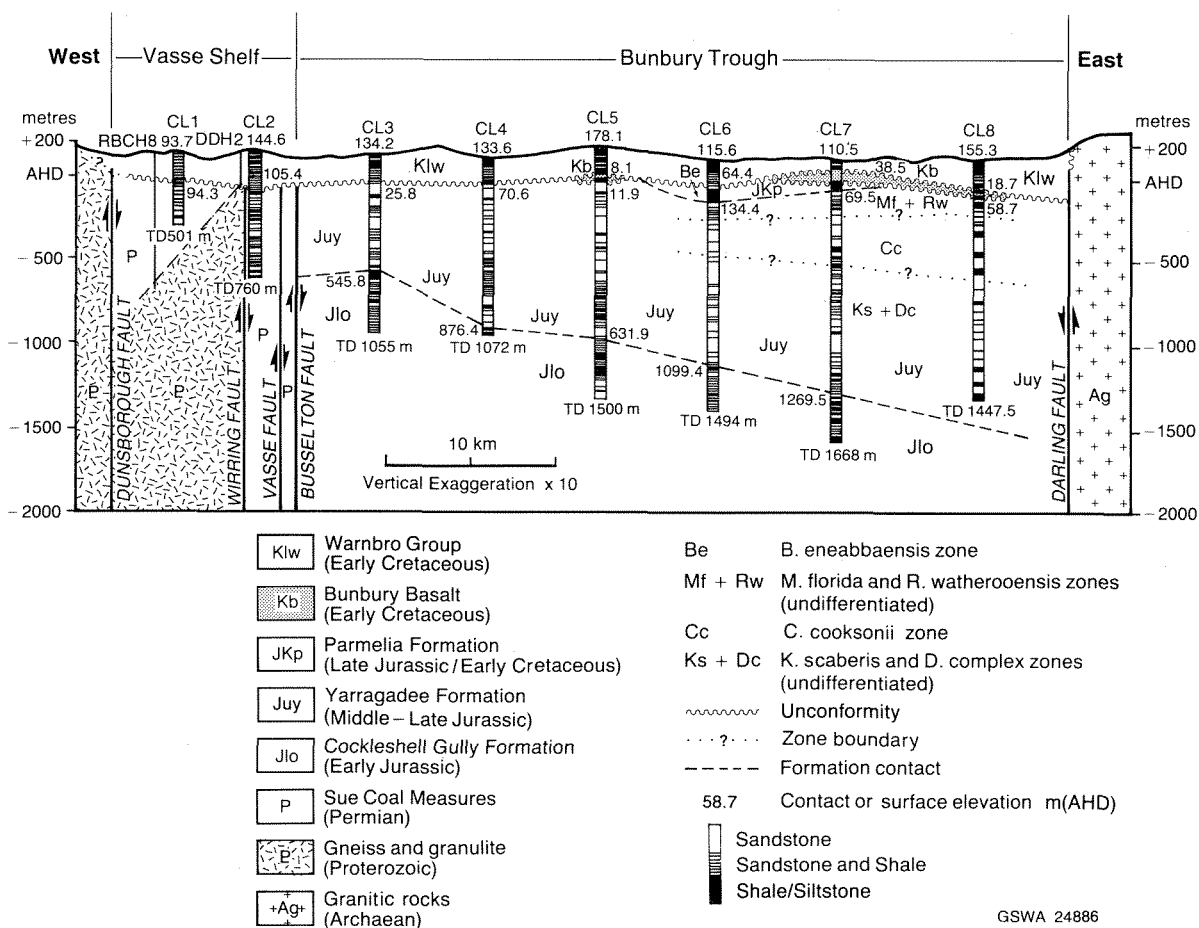 West
Vasse Shelf
Bunbury Trough
East
metres
+200
AHD
−500
−1000
−1500
−2000
metres
+200
AHD
−500
−1000
−1500
−2000
RBCH8
CL1
93.7
DDH2
CL2
144.6
CL3
134.2
CL4
133.6
CL5
178.1
CL6
115.6
CL7
110.5
CL8
155.3
94.3
105.4
25.8
Klw
70.6
Kb
8.1
11.9
Be
64.4
JKp
134.4
38.5
Kb
69.5
Mf + Rw
18.7
58.7
Klw
P
TD501 m
TD760 m
Juy
Juy
Juy
Juy
Juy
Juy
Juy
Cc
Ks + Dc
?
?
?
?
?
545.8
876.4
631.9
1099.4
1269.5
Jlo
Jlo
Jlo
TD 1055 m
TD 1072 m
TD 1500 m
TD 1494 m
TD 1668 m
TD 1447.5
P
P
P
P
Ag
DUNSBOROUGH FAULT
WIRRING FAULT
VASSE FAULT
BUSSELTON FAULT
DARLING FAULT
10 km
Vertical Exaggeration x 10
Klw Warnbro Group
(Early Cretaceous)
Kb Bunbury Basalt
(Early Cretaceous)
JKp Parmelia Formation
(Late Jurassic/Early Cretaceous)
Juy Yarragadee Formation
(Middle – Late Jurassic)
Jlo Cockleshell Gully Formation
(Early Jurassic)
P Sue Coal Measures
(Permian)
P Gneiss and granulite
(Proterozoic)
Ag Granitic rocks
(Archaean)
Be B. eneabbaensis zone
Mf + Rw M. florida and R. watherooensis zones
(undifferentiated)
Cc C. cooksonii zone
Ks + Dc K. scaberis and D. complex zones
(undifferentiated)
Unconformity
? Zone boundary
Formation contact
58.7 Contact or surface elevation m(AHD)
Sandstone
Sandstone and Shale
Shale/Siltstone
GSWA 24886